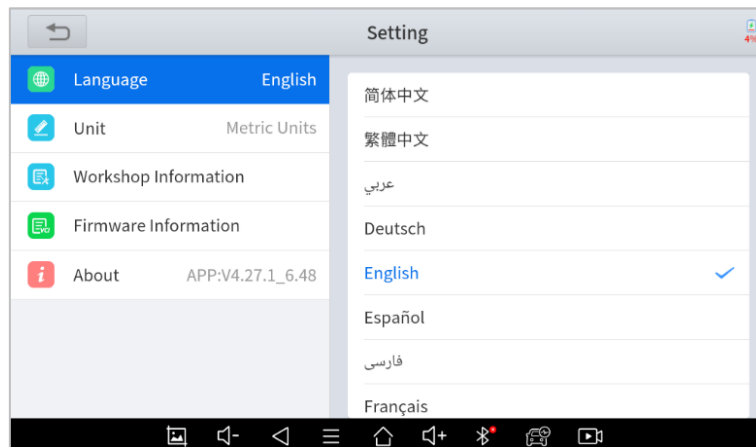 Setting
4%
Language English
Unit Metric Units
Workshop Information
Firmware Information
About APP:V4.27.1_6.48
简体中文
繁體中文
عربي
Deutsch
English
Español
فارسی
Français